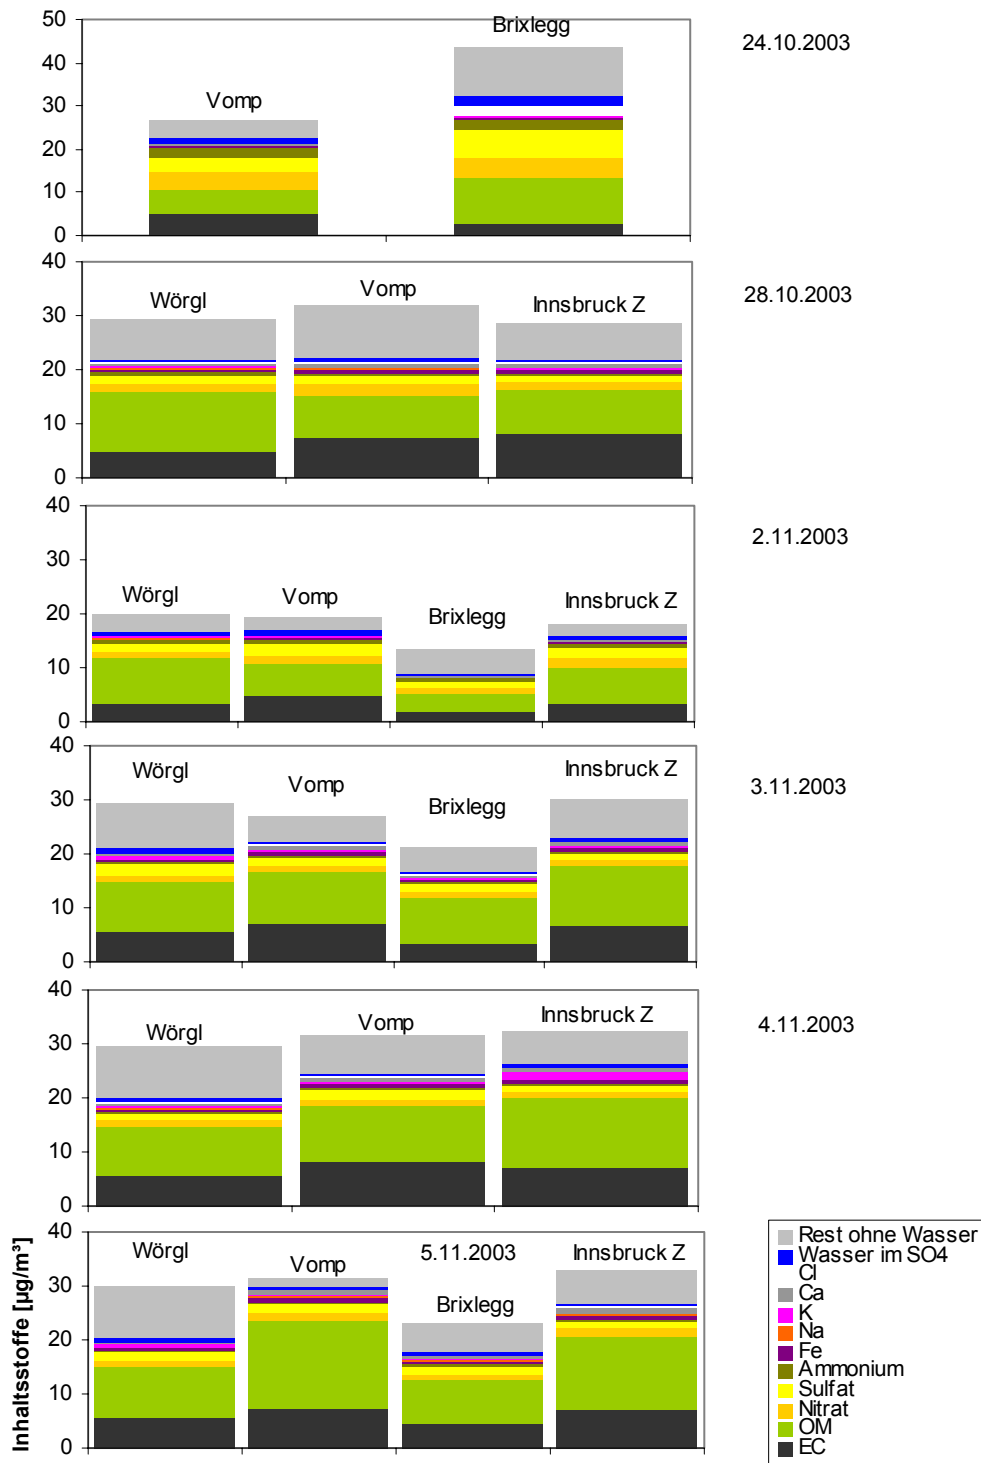 50
40
30
20
10
0
Vomp
Brixlegg
24.10.2003
40
30
20
10
0
Wörgl
Vomp
Innsbruck Z
28.10.2003
40
30
20
10
0
Wörgl
Vomp
Brixlegg
Innsbruck Z
2.11.2003
40
30
20
10
0
Wörgl
Vomp
Brixlegg
Innsbruck Z
3.11.2003
40
30
20
10
0
Wörgl
Vomp
Innsbruck Z
4.11.2003
Inhaltsstoffe [µg/m³]
40
30
20
10
0
Wörgl
Vomp
5.11.2003
Brixlegg
Innsbruck Z
Rest ohne Wasser
Wasser im SO4
Cl
Ca
K
Na
Fe
Ammonium
Sulfat
Nitrat
OM
EC